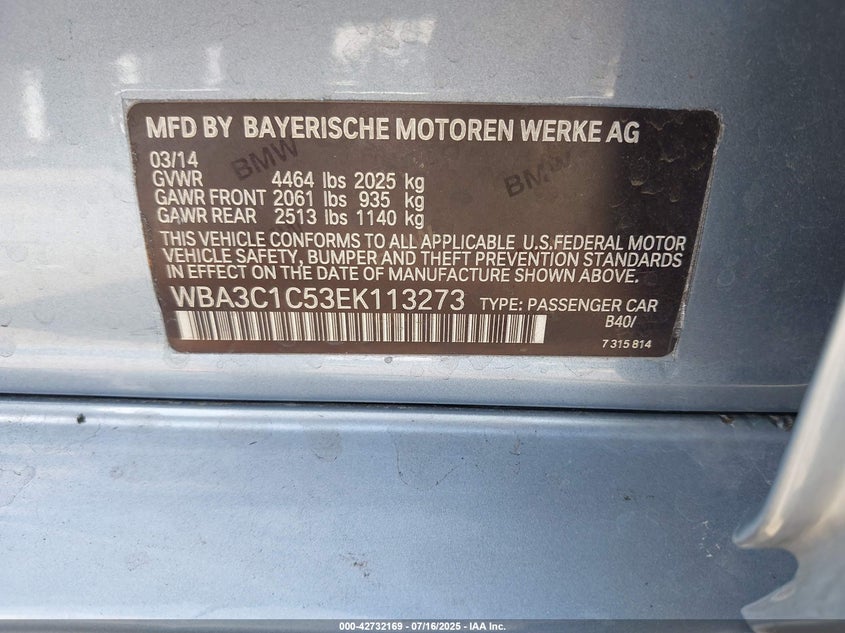 MFD BY BAYERISCHE MOTOREN WERKE AG
03/14
GVWR 4464 lbs 2025 kg
GAWR FRONT 2061 lbs 935 kg
GAWR REAR 2513 lbs 1140 kg
BMW
BMW
THIS VEHICLE CONFORMS TO ALL APPLICABLE U.S.FEDERAL MOTOR
VEHICLE SAFETY, BUMPER AND THEFT PREVENTION STANDARDS
IN EFFECT ON THE DATE OF MANUFACTURE SHOWN ABOVE.
WBA3C1C53EK113273 TYPE: PASSENGER CAR
B40/
7 315 814
000-42732169 - 07/16/2025 - IAA Inc.